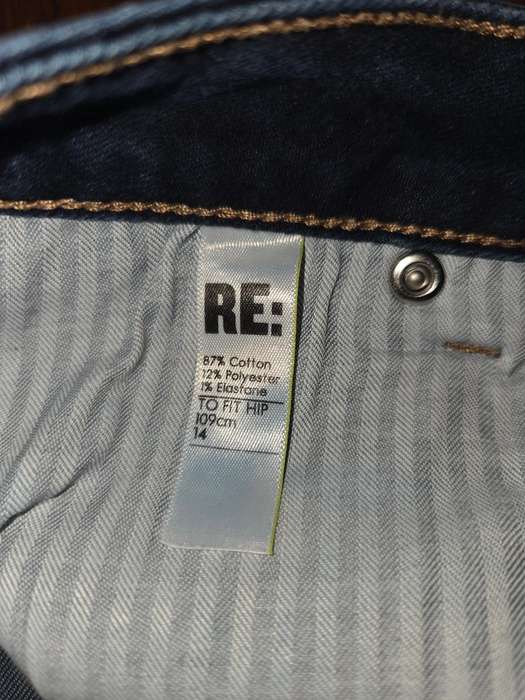 RE:
87% Cotton
12% Polyester
1% Elastane
TO FIT HIP
109cm
14